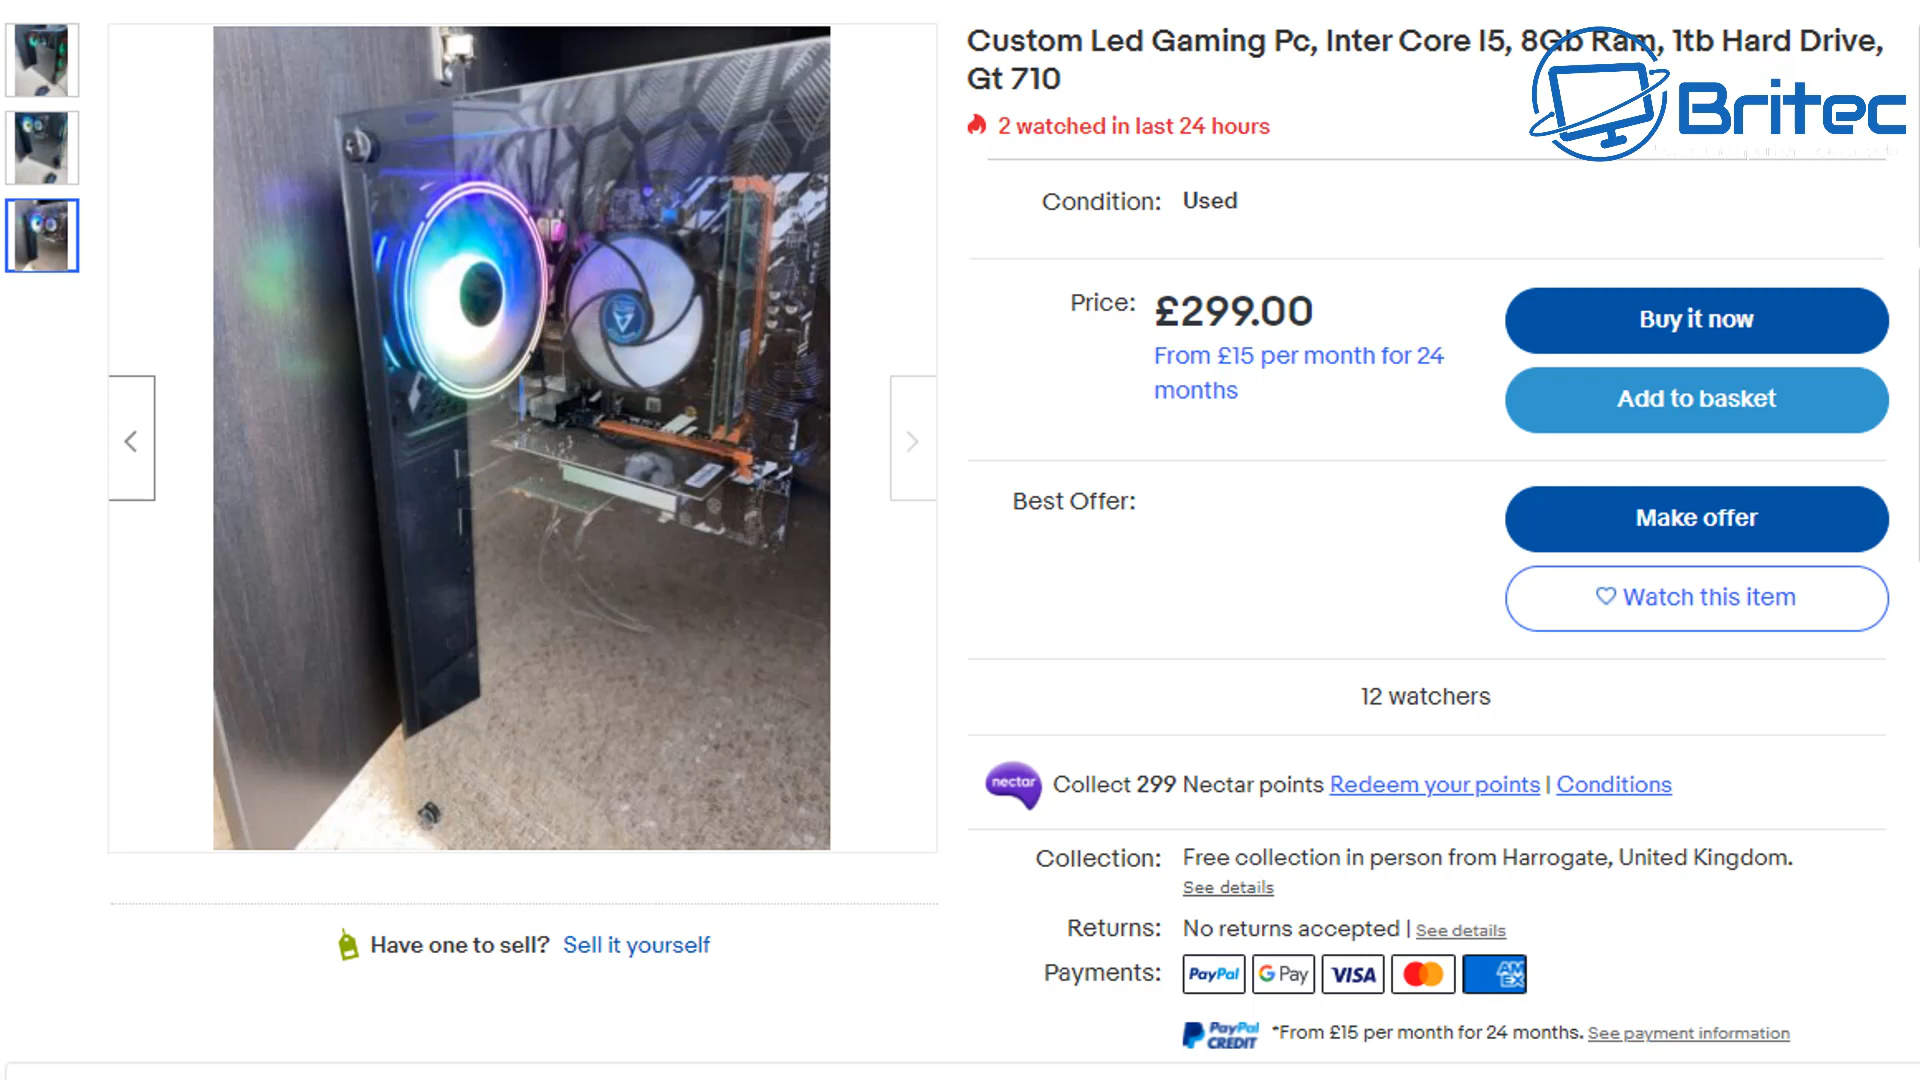 Custom Led Gaming Pc, Inter Core I5, 8Gb Ram, 1tb Hard Drive,
Gt 710
Britec
2 watched in last 24 hours
Condition: Used
Price: £299.00
From £15 per month for 24
months
Buy it now
Add to basket
Best Offer:
Make offer
Watch this item
12 watchers
nectar Collect 299 Nectar points Redeem your points | Conditions
Collection: Free collection in person from Harrogate, United Kingdom.
See details
Returns: No returns accepted | See details
Payments: PayPal G Pay VISA AM EX
PayPal CREDIT *From £15 per month for 24 months. See payment information
Have one to sell? Sell it yourself